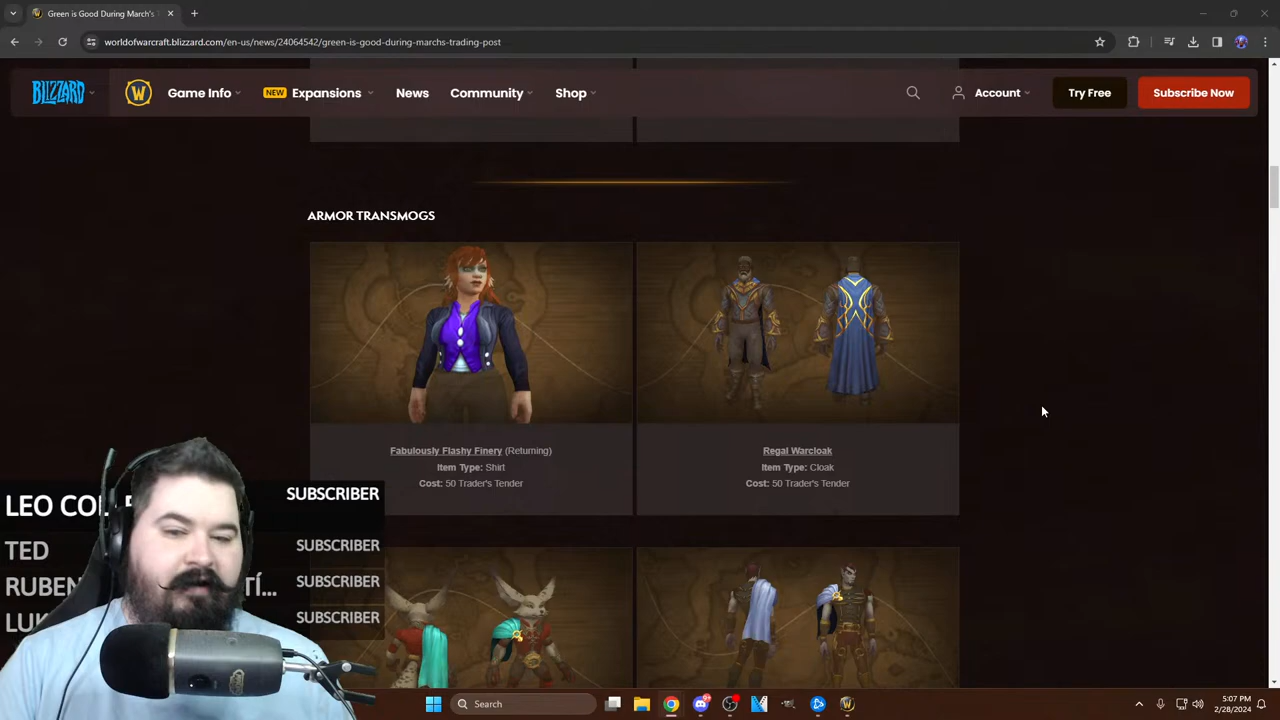 Green is Good During March's
worldofwarcraft.blizzard.com/en-us/news/24064542/green-is-good-during-marchs-trading-post
BLIZZARD
W
Game Info
NEW
Expansions
News
Community
Shop
Account
Try Free
Subscribe Now
ARMOR TRANSMOGS
Fabulously Flashy Finery (Returning)
Item Type: Shirt
Cost: 50 Trader's Tender
Regal Warcloak
Item Type: Cloak
Cost: 50 Trader's Tender
LEO
SUBSCRIBER
TED
SUBSCRIBER
SUBSCRIBER
SUBSCRIBER
Search
5:07 PM
2/28/2024